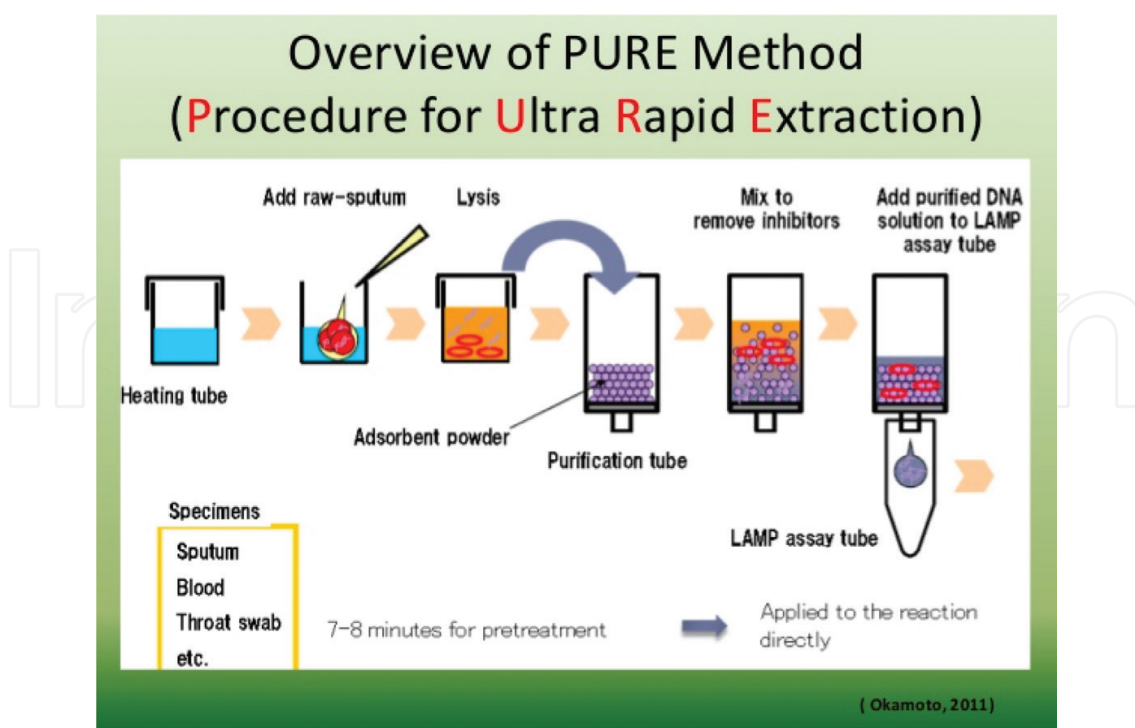 Overview of PURE Method
(Procedure for Ultra Rapid Extraction)
Add raw-sputum
Lysis
Mix to
remove inhibitors
Add purified DNA
solution to LAMP
assay tube
Heating tube
Adsorbent powder
Purification tube
LAMP assay tube
Specimens
Sputum
Blood
Throat swab
etc.
7-8 minutes for pretreatment
Applied to the reaction
directly
( Okamoto, 2011)